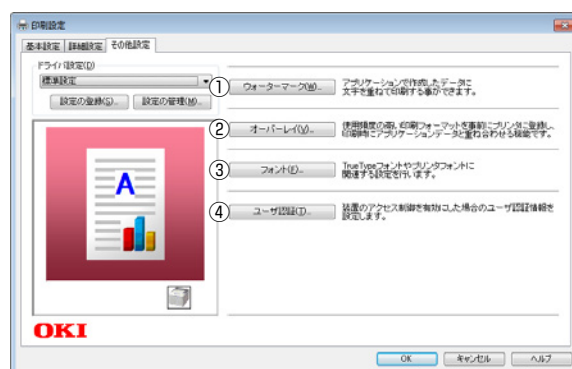 印刷設定
基本設定 詳細設定 その他設定
ドライバ設定(D)
標準設定
設定の登録(S)... 設定の管理(M)...
① ウォーターマーク(W)... アプリケーションで作成したデータに
文字を重ねて印刷する事ができます。
② オーバーレイ(V)... 使用頻度の高い印刷フォーマットを事前にプリンタに登録し、
印刷時にアプリケーションデータと重ね合わせる機能です。
③ フォント(F)... TrueTypeフォントやプリンタフォントに
関連する設定を行います。
④ ユーザ認証(T)... 装置のアクセス制御を有効にした場合のユーザ認証情報を
設定します。
A
OKI
OK キャンセル ヘルプ